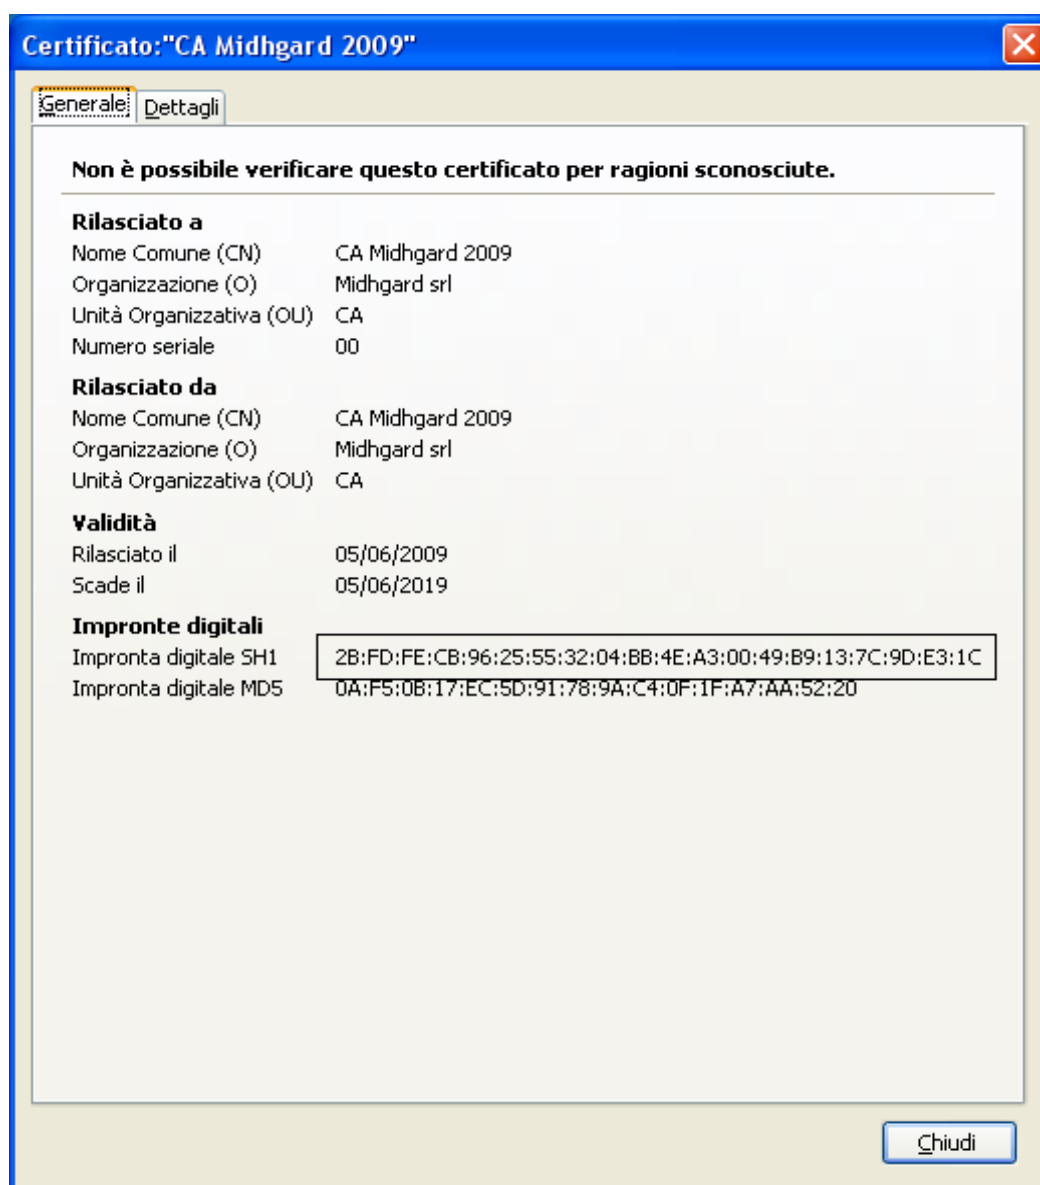 Certificato:"CA Midhgard 2009"
Generale Dettagli
Non è possibile verificare questo certificato per ragioni sconosciute.
Rilasciato a
Nome Comune (CN) CA Midhgard 2009
Organizzazione (O) Midhgard srl
Unità Organizzativa (OU) CA
Numero seriale 00
Rilasciato da
Nome Comune (CN) CA Midhgard 2009
Organizzazione (O) Midhgard srl
Unità Organizzativa (OU) CA
Validità
Rilasciato il 05/06/2009
Scade il 05/06/2019
Impronte digitali
Impronta digitale SH1 2B:FD:FE:CB:96:25:55:32:04:BB:4E:A3:00:49:B9:13:7C:9D:E3:1C
Impronta digitale MD5 0A:F5:0B:17:EC:5D:91:78:9A:C4:0F:1F:A7:AA:52:20
Chiudi